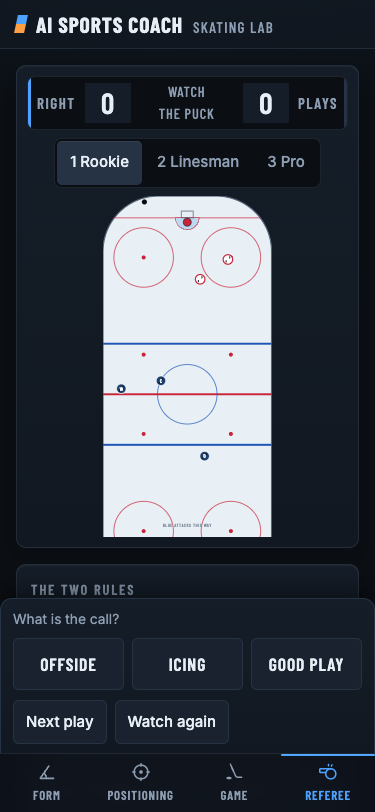 AI SPORTS COACH SKATING LAB
RIGHT 0 WATCH THE PUCK 0 PLAYS
1 Rookie 2 Linesman 3 Pro
BLUE ATTACKS THIS WAY
THE TWO RULES
What is the call?
OFFSIDE ICING GOOD PLAY
Next play Watch again
FORM POSITIONING GAME REFEREE